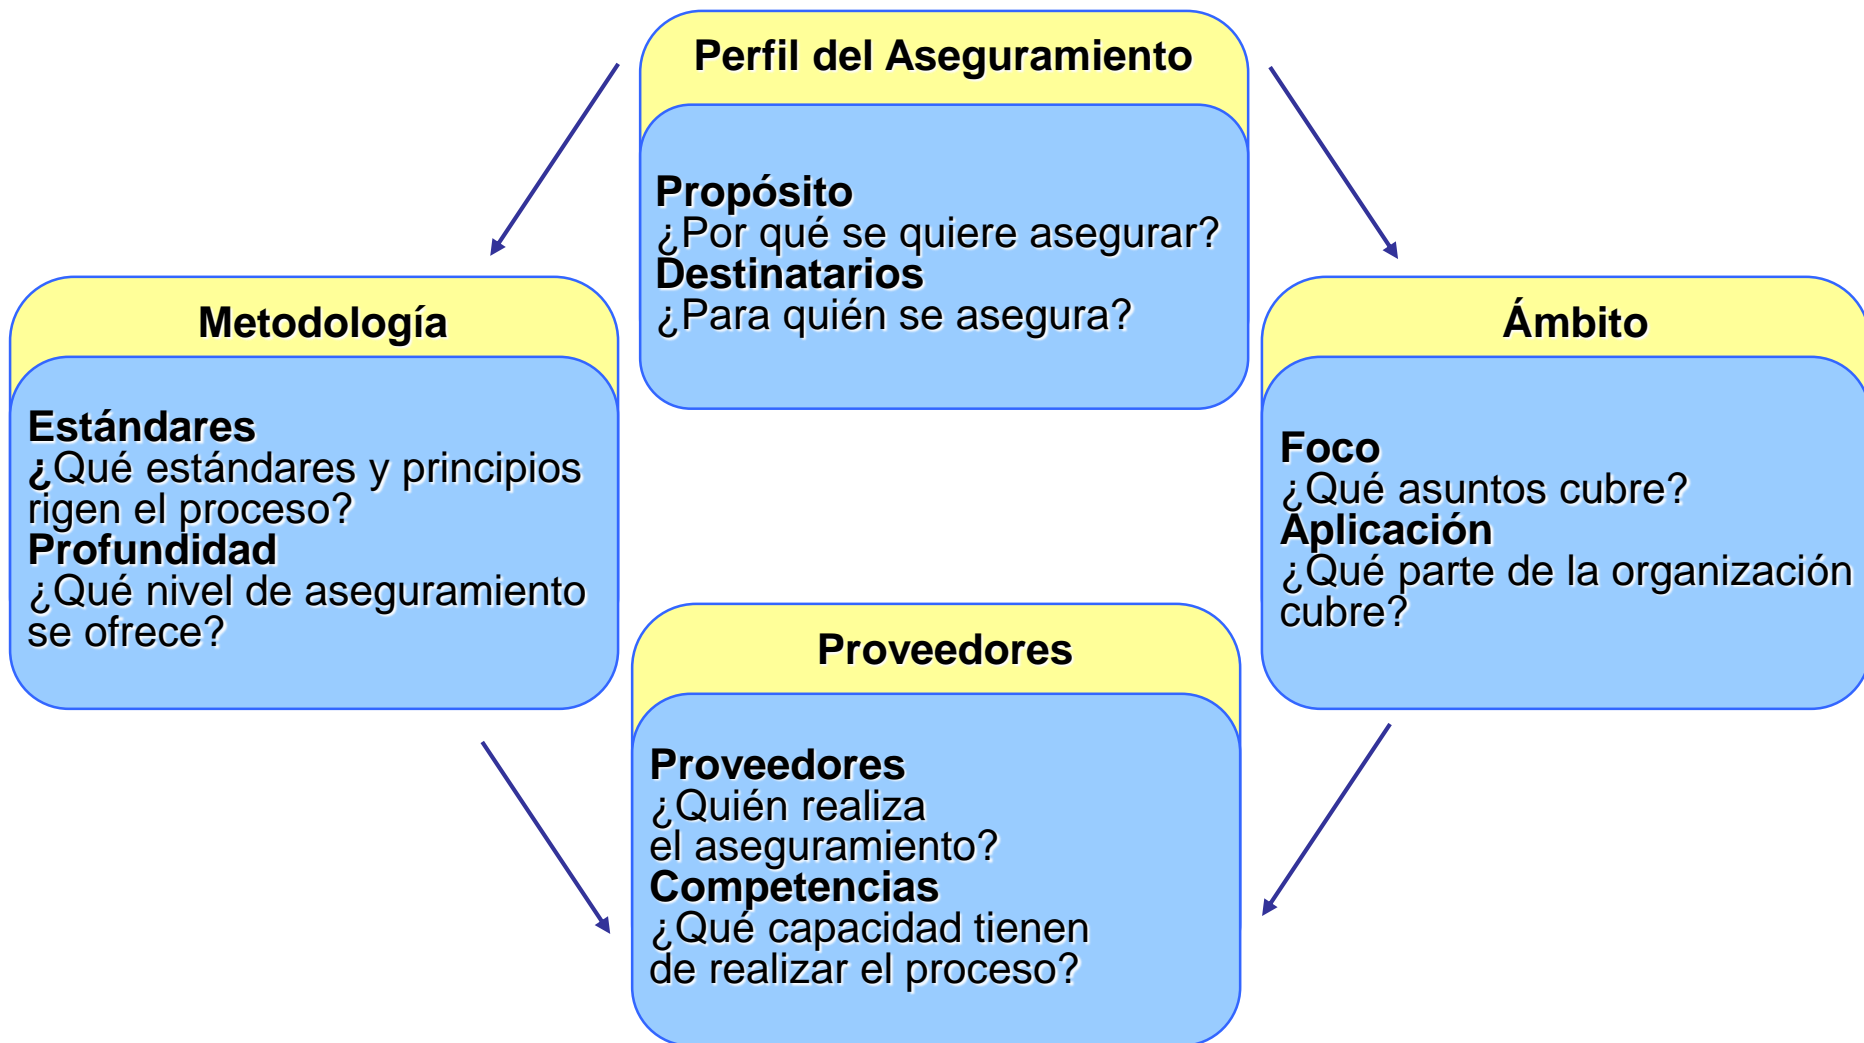 Perfil del Aseguramiento
Propósito
¿Por qué se quiere asegurar?
Destinatarios
¿Para quién se asegura?
Metodología
Estándares
¿Qué estándares y principios
rigen el proceso?
Profundidad
¿Qué nivel de aseguramiento
se ofrece?
Ámbito
Foco
¿Qué asuntos cubre?
Aplicación
¿Qué parte de la organización
cubre?
Proveedores
Proveedores
¿Quién realiza
el aseguramiento?
Competencias
¿Qué capacidad tienen
de realizar el proceso?